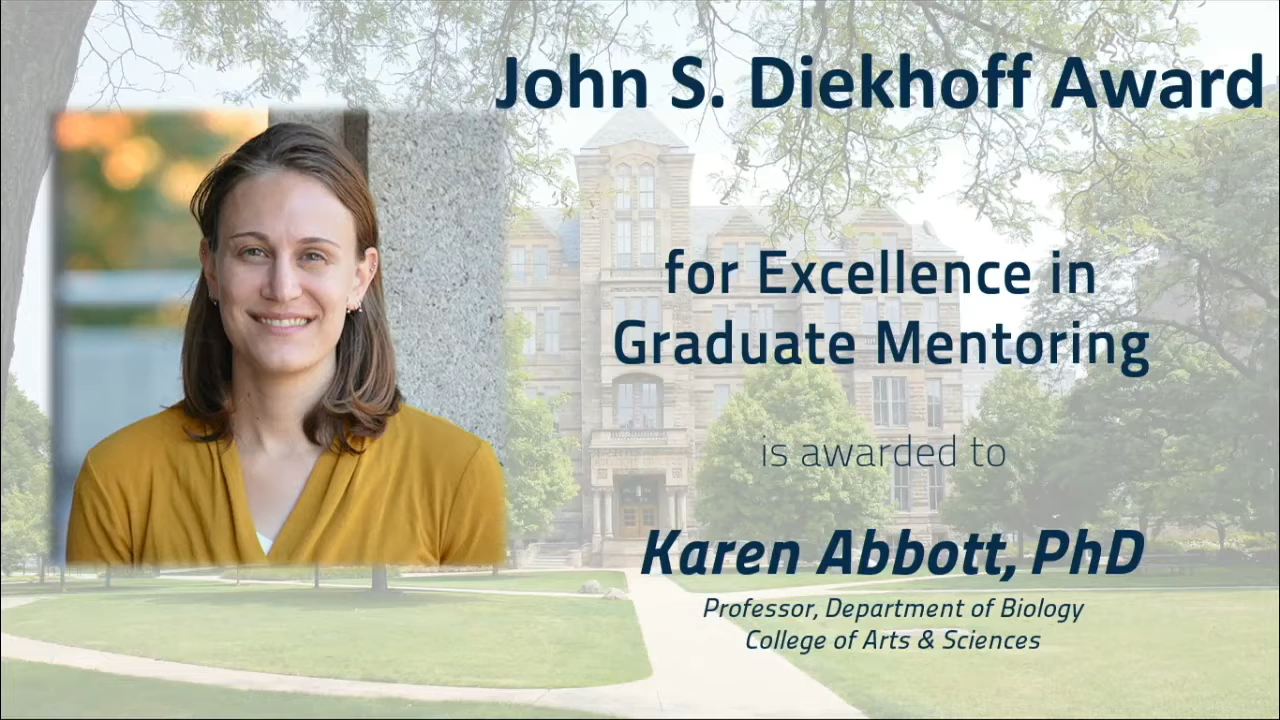 John S. Diekhoff Award
for Excellence in
Graduate Mentoring
is awarded to
Karen Abbott, PhD
Professor, Department of Biology
College of Arts & Sciences